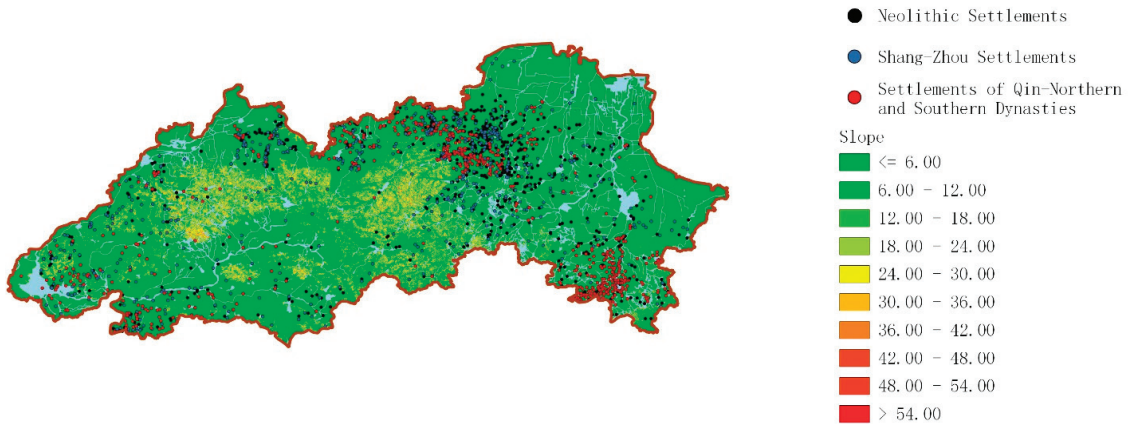 Neolithic Settlements
Shang-Zhou Settlements
Settlements of Qin-Northern
and Southern Dynasties
Slope
<= 6.00
6.00 - 12.00
12.00 - 18.00
18.00 - 24.00
24.00 - 30.00
30.00 - 36.00
36.00 - 42.00
42.00 - 48.00
48.00 - 54.00
> 54.00